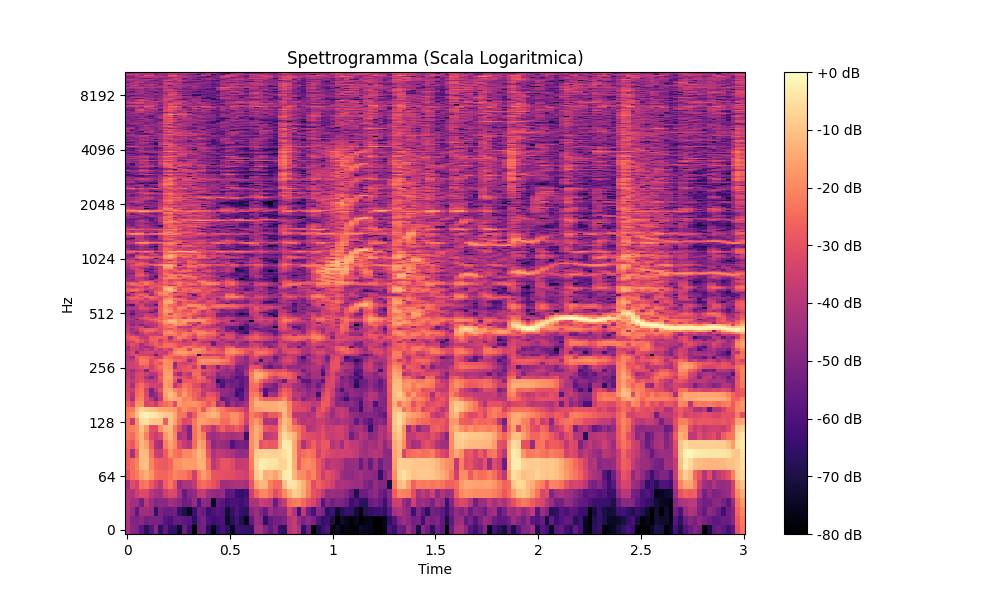 Spettrogramma (Scala Logaritmica)
Hz
8192
4096
2048
1024
512
256
128
64
0
0
0.5
1
1.5
2
2.5
3
Time
+0 dB
-10 dB
-20 dB
-30 dB
-40 dB
-50 dB
-60 dB
-70 dB
-80 dB